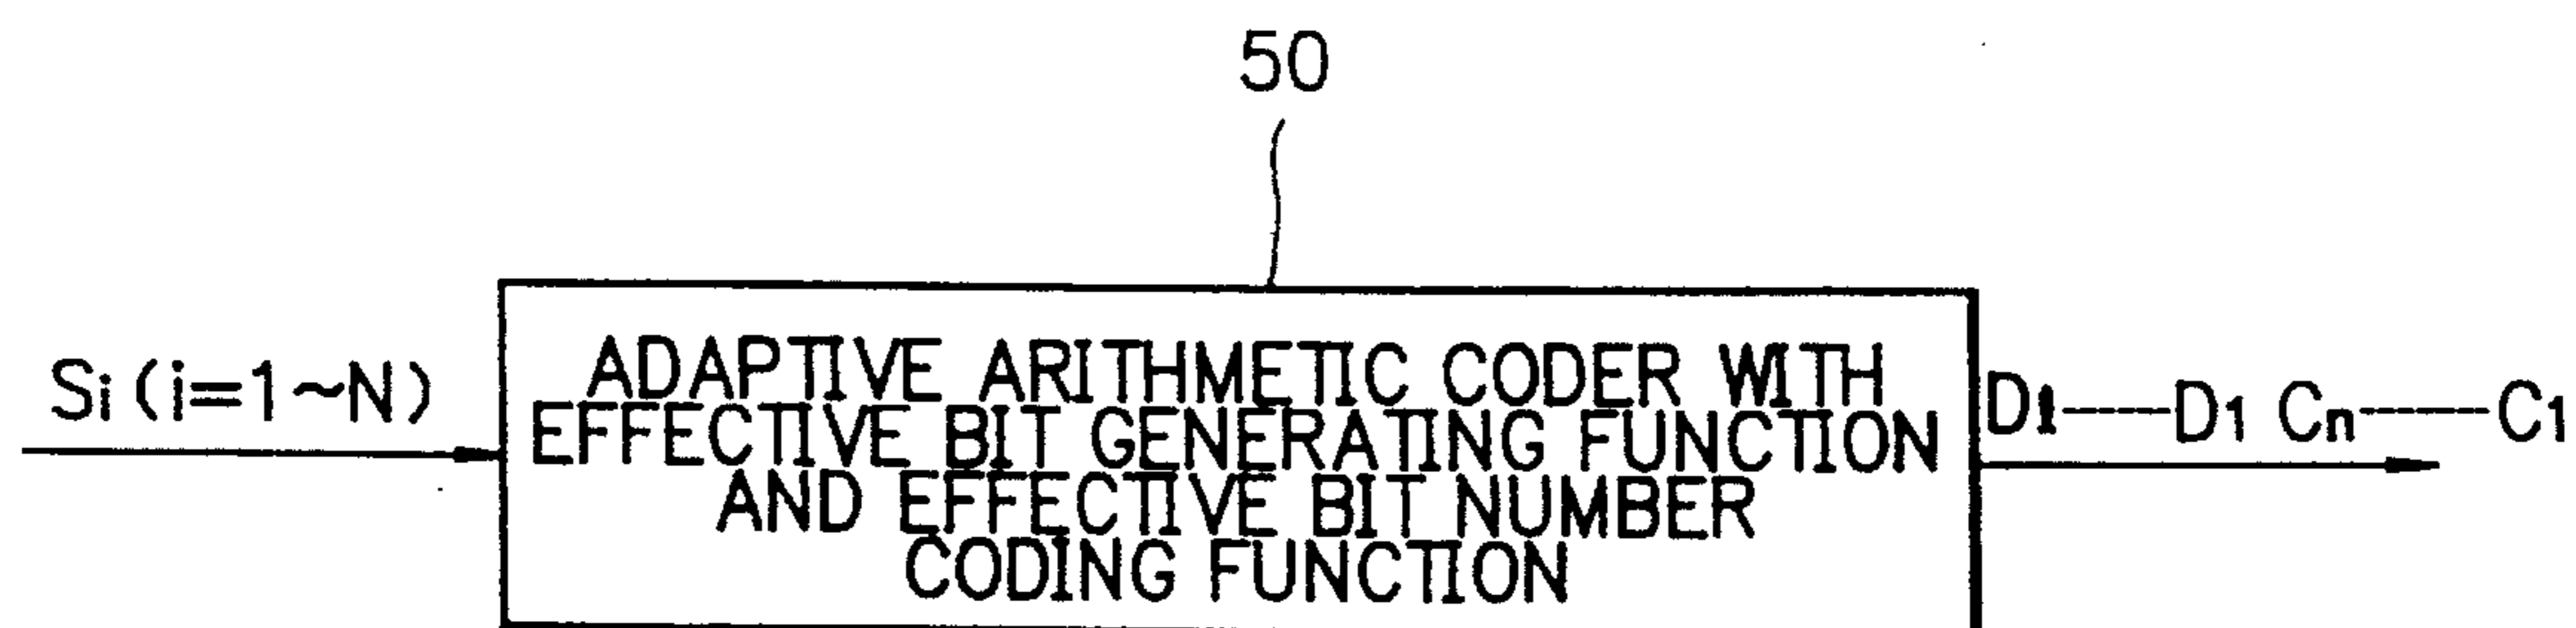 50
Si (i=1~N)
ADAPTIVE ARITHMETIC CODER WITH
EFFECTIVE BIT GENERATING FUNCTION
AND EFFECTIVE BIT NUMBER
CODING FUNCTION
Dl-----D1 Cn-----C1